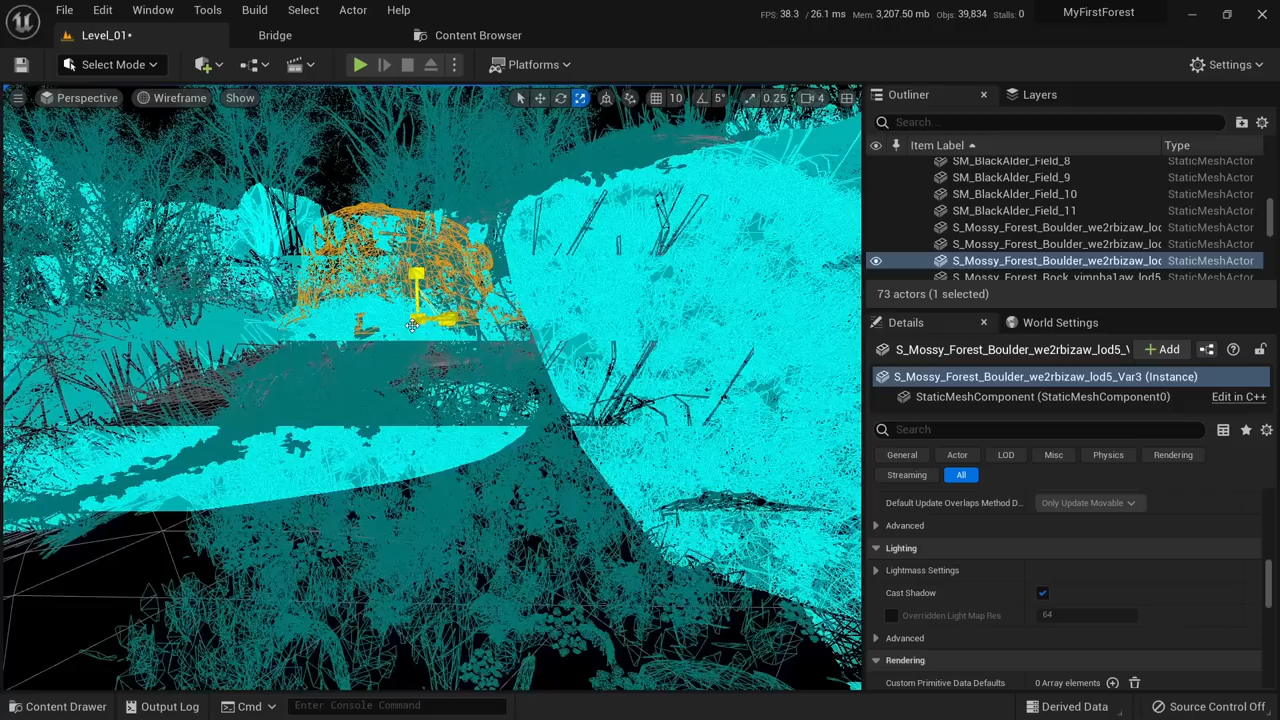 File Edit Window Tools Build Select Actor Help
FPS: 38.3 / 26.1 ms Mem: 3,207.50 mb Objs: 39,834 Stalls: 0 MyFirstForest
Level_01• Bridge Content Browser
Select Mode Platforms Settings
Perspective Wireframe Show 10 5° 0.25 4
Outliner Layers
Search...
Item Label Type
SM_BlackAlder_Field_8 StaticMeshActor
SM_BlackAlder_Field_9 StaticMeshActor
SM_BlackAlder_Field_10 StaticMeshActor
SM_BlackAlder_Field_11 StaticMeshActor
S_Mossy_Forest_Boulder_we2rbizaw_lod StaticMeshActor
S_Mossy_Forest_Boulder_we2rbizaw_lod StaticMeshActor
S_Mossy_Forest_Boulder_we2rbizaw_lod StaticMeshActor
S_Mossy_Forest_Rock_vjmnba1aw_lod5 StaticMeshActor
73 actors (1 selected)
Details World Settings
S_Mossy_Forest_Boulder_we2rbizaw_lod5_V Add
S_Mossy_Forest_Boulder_we2rbizaw_lod5_Var3 (Instance)
StaticMeshComponent (StaticMeshComponent0) Edit in C++
Search
General Actor LOD Misc Physics Rendering
Streaming All
Default Update Overlaps Method D... Only Update Movable
Advanced
Lighting
Lightmass Settings
Cast Shadow
Overridden Light Map Res 64
Advanced
Rendering
Custom Primitive Data Defaults 0 Array elements
Content Drawer Output Log Cmd Enter Console Command Derived Data Source Control Off